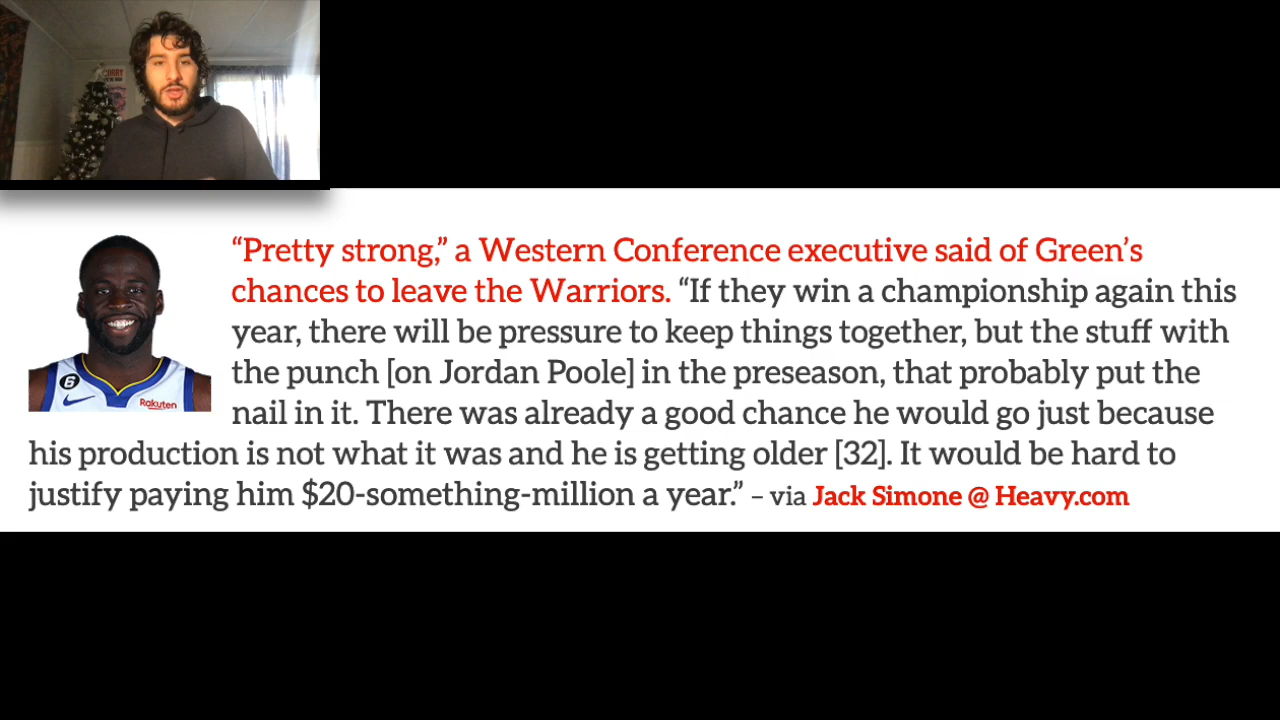 CURRY
“Pretty strong,” a Western Conference executive said of Green’s
chances to leave the Warriors. “If they win a championship again this
year, there will be pressure to keep things together, but the stuff with
the punch [on Jordan Poole] in the preseason, that probably put the
nail in it. There was already a good chance he would go just because
his production is not what it was and he is getting older [32]. It would be hard to
justify paying him $20-something-million a year.” – via Jack Simone @ Heavy.com
6
Rakuten